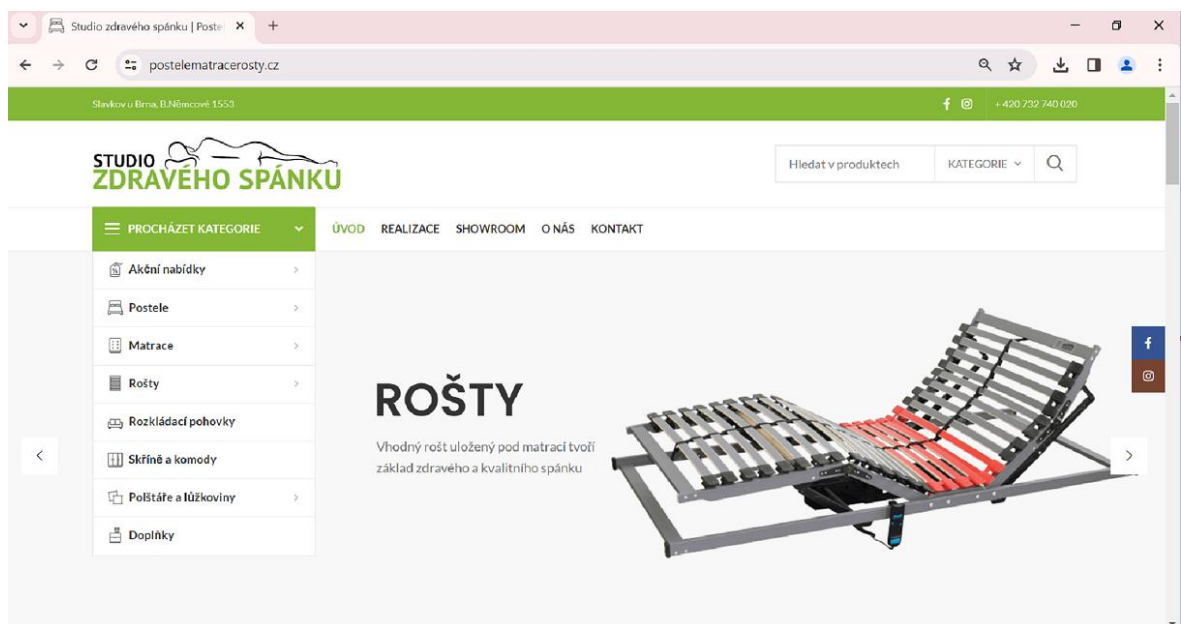 Studio zdravého spánku | Postel
postelematracerosty.cz
Slavkov u Brna, B.Němcové 1553
+ 420 732 740 020
STUDIO
ZDRAVÉHO SPÁNKU
Hledat v produktech
KATEGORIE
PROCHÁZET KATEGORIE
ÚVOD REALIZACE SHOWROOM O NÁS KONTAKT
Akční nabídky
Postele
Matrace
Rošty
Rozkládací pohovky
Skříně a komody
Polštáře a lůžkoviny
Doplňky
ROŠTY
Vhodný rošt uložený pod matrací tvoří
základ zdravého a kvalitního spánku